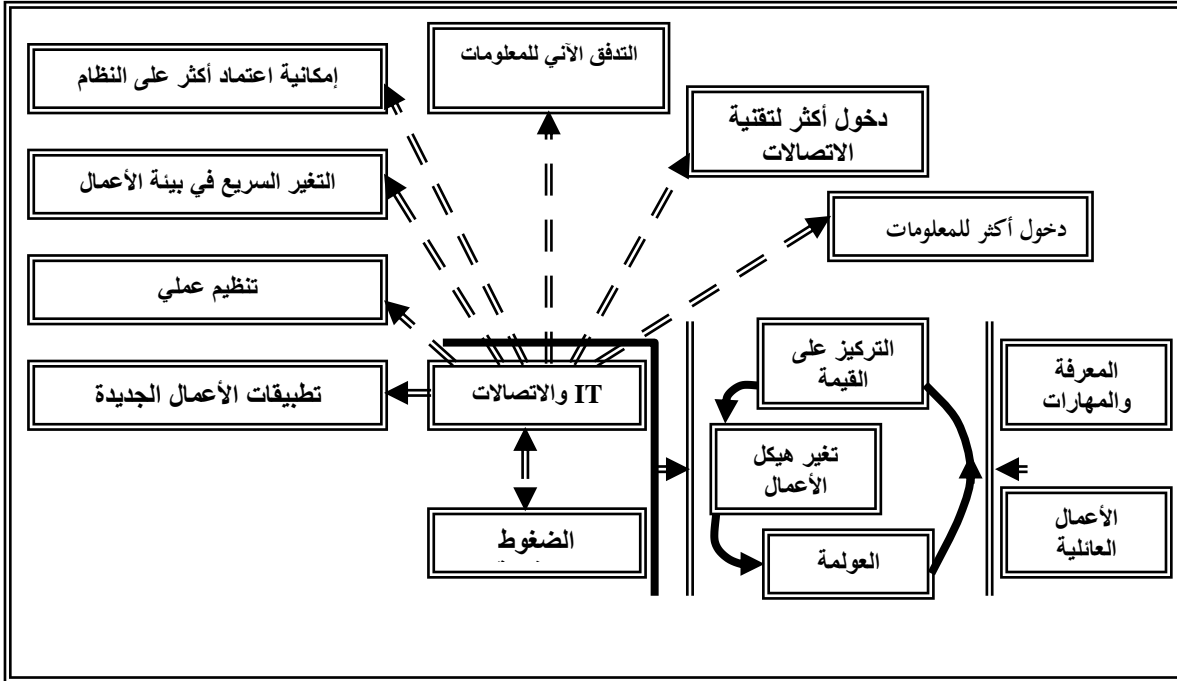 التدفق الآني للمعلومات
إمكانية اعتماد أكثر على النظام
دخول أكثر لتقنية
الاتصالات
التغير السريع في بيئة الأعمال
دخول أكثر للمعلومات
تنظيم عملي
التركيز على
القيمة
المعرفة
والمهارات
IT والاتصالات
تطبيقات الأعمال الجديدة
تغير هيكل
الأعمال
الضغوط
الأعمال
العائلية
العولمة